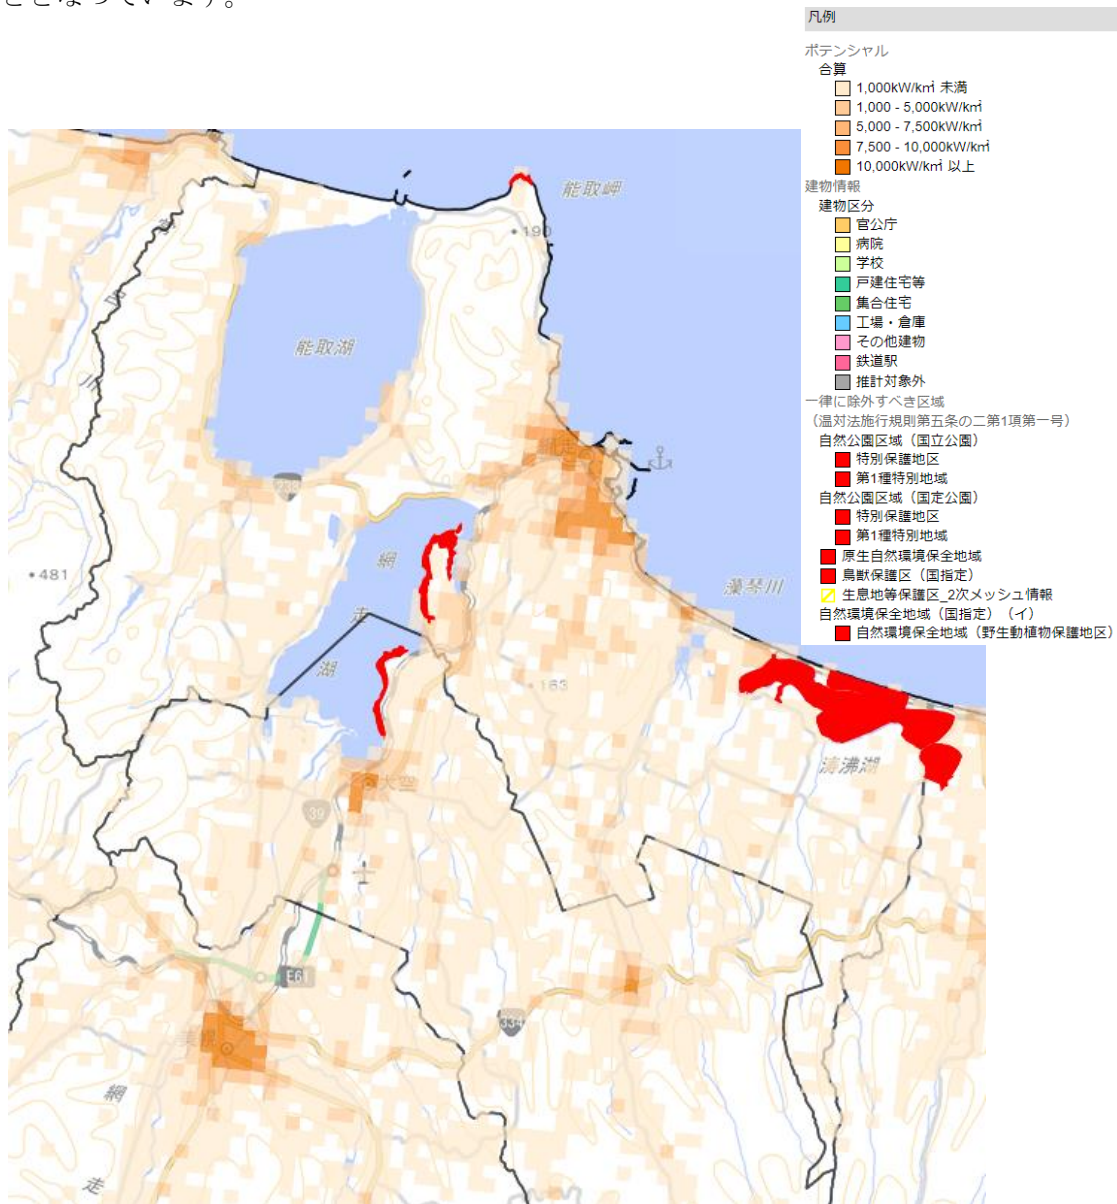 となっています。
凡例
ポテンシャル
合算
1,000kW/k㎡ 未満
1,000 - 5,000kW/k㎡
5,000 - 7,500kW/k㎡
7,500 - 10,000kW/k㎡
10,000kW/k㎡ 以上
建物情報
建物区分
官公庁
病院
学校
戸建住宅等
集合住宅
工場・倉庫
その他建物
鉄道駅
推計対象外
一律に除外すべき区域
（温対法施行規則第五条の二第1項第一号）
自然公園区域（国立公園）
特別保護地区
第1種特別地域
自然公園区域（国定公園）
特別保護地区
第1種特別地域
原生自然環境保全地域
鳥獣保護区（国指定）
生息地等保護区_2次メッシュ情報
自然環境保全地域（国指定）（イ）
自然環境保全地域（野生動植物保護地区）
能取岬
190
能取湖
網走
238
481
網
走
湖
藻琴川
163
濤沸湖
大空
39
E61
334
美幌
網
走